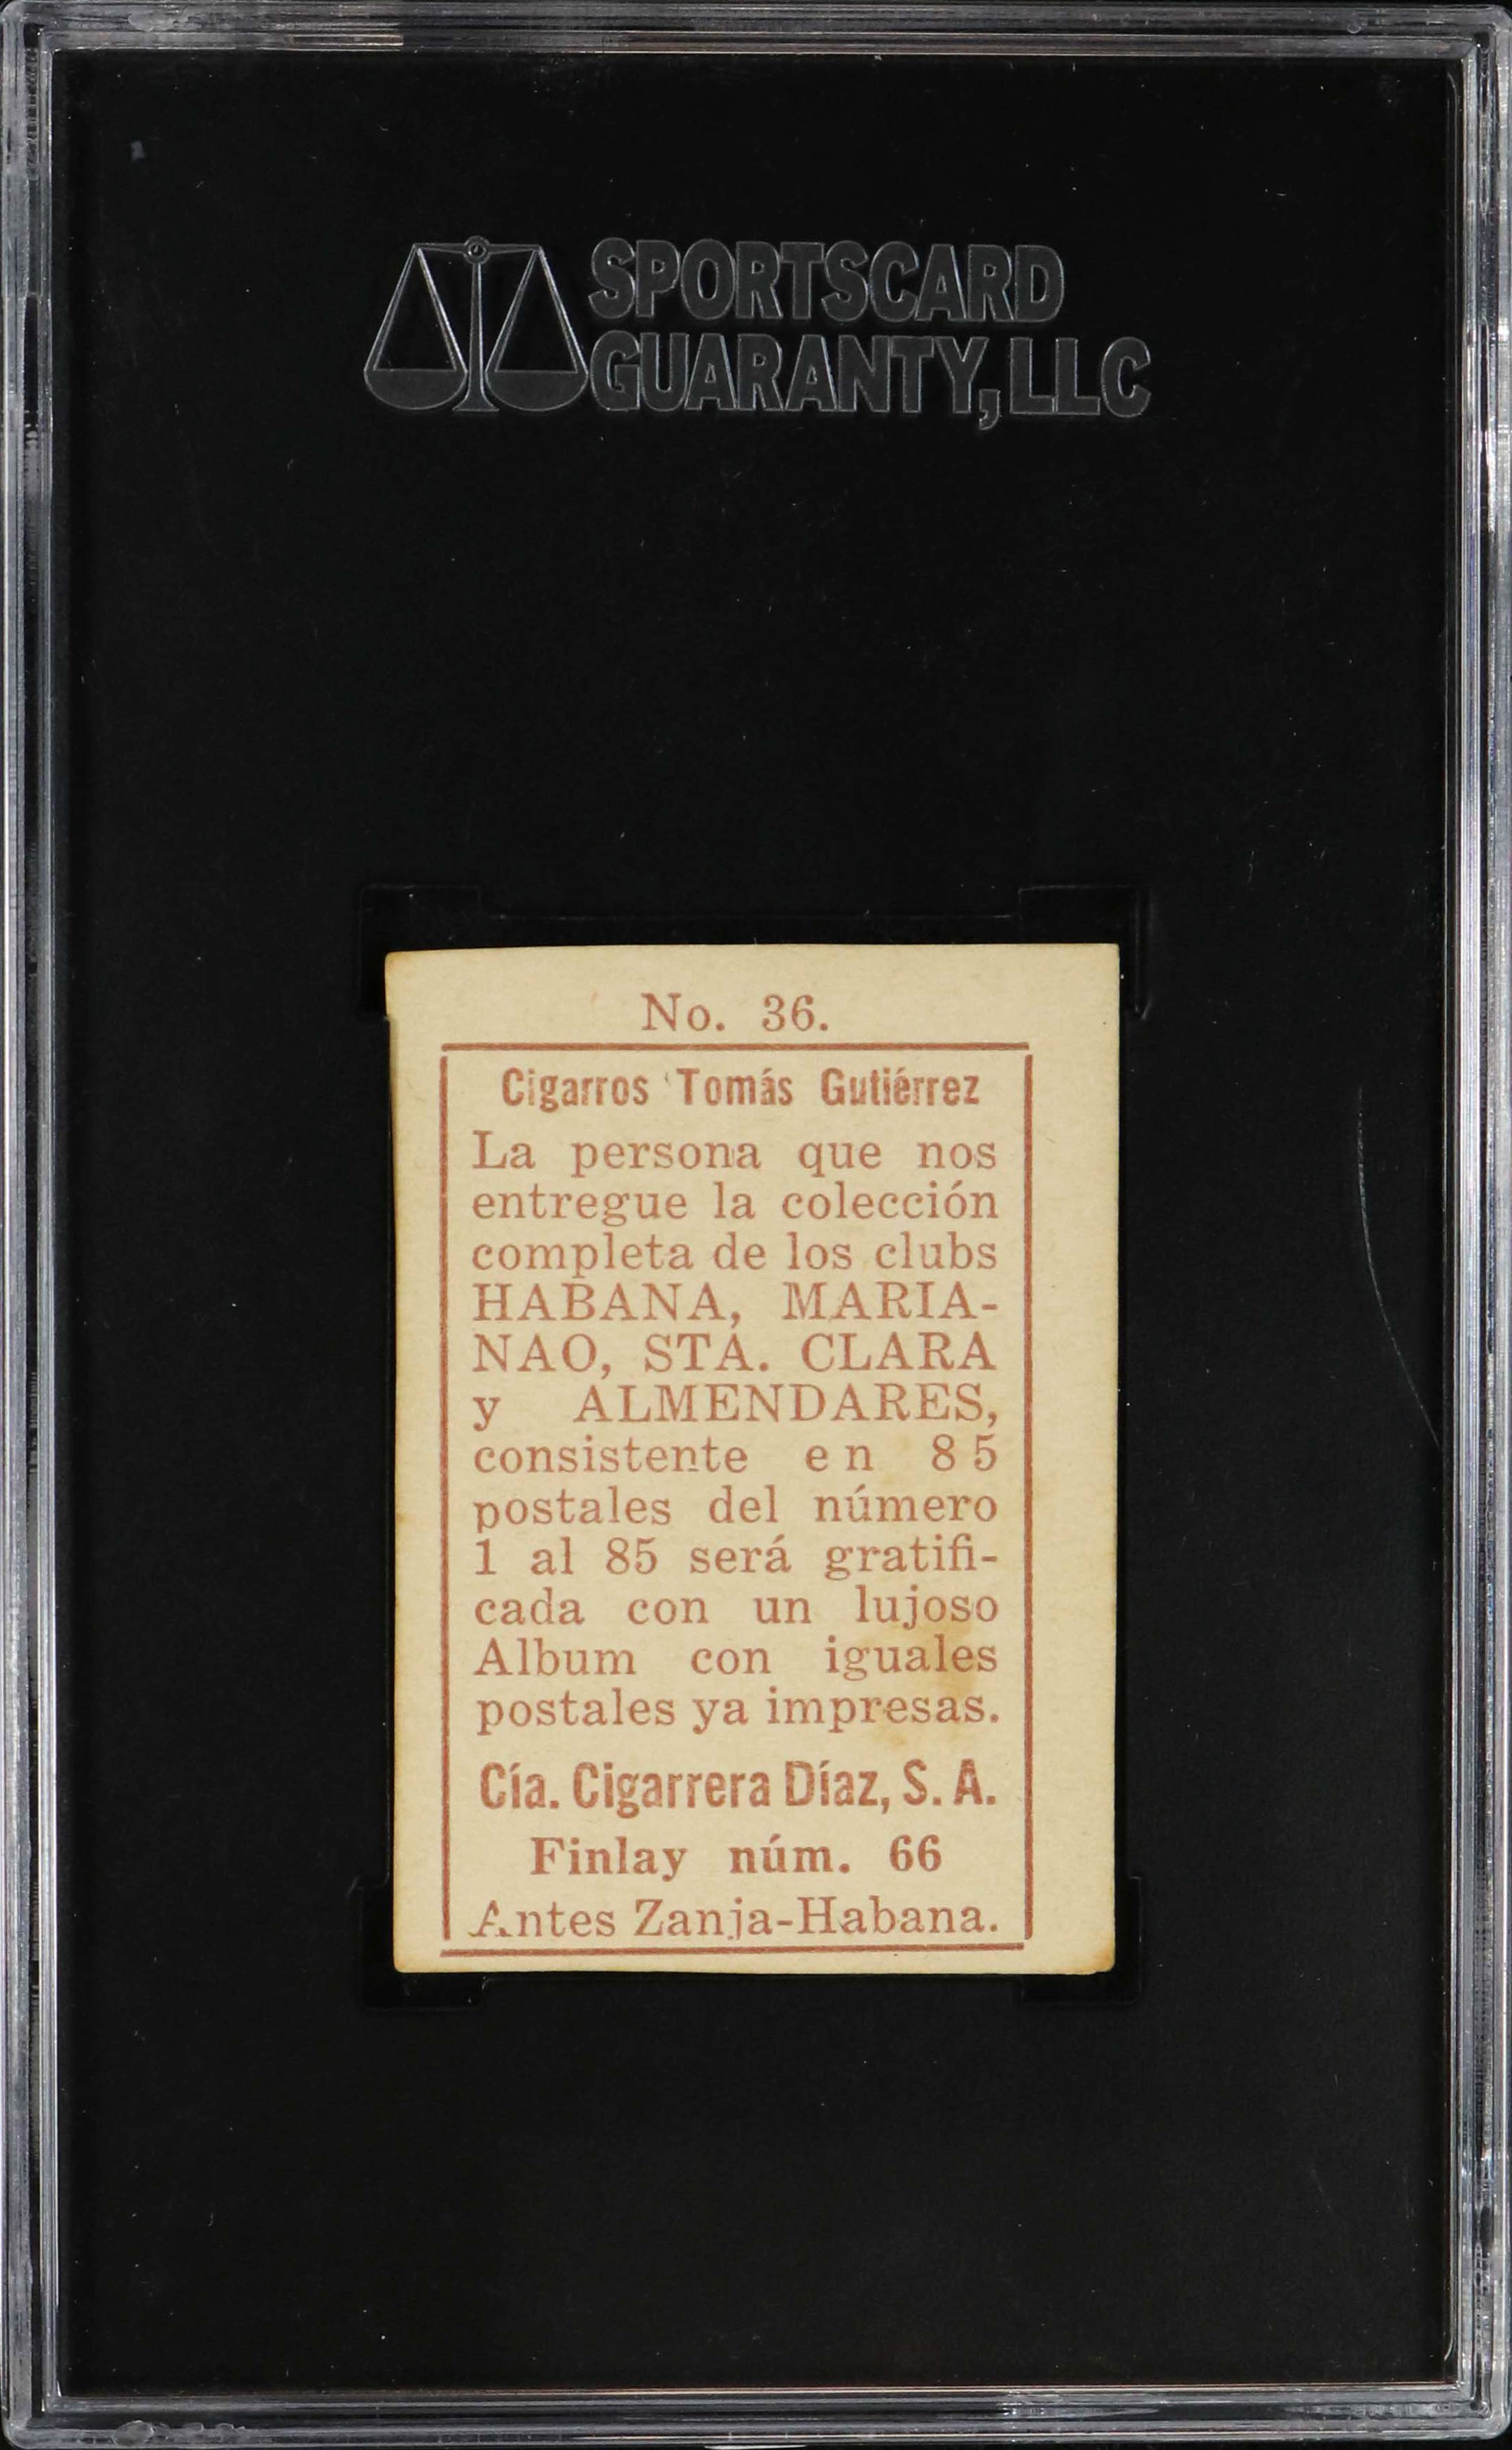 SPORTSCARD
GUARANTY, LLC
No. 36.
Cigarros Tomás Gutiérrez
La persona que nos
entregue la colección
completa de los clubs
HABANA, MARIA-
NAO, STA. CLARA
y ALMENDARES,
consistente en 85
postales del número
1 al 85 será gratifi-
cada con un lujoso
Album con iguales
postales ya impresas.
Cía. Cigarrera Díaz, S. A.
Finlay núm. 66
Antes Zanja-Habana.